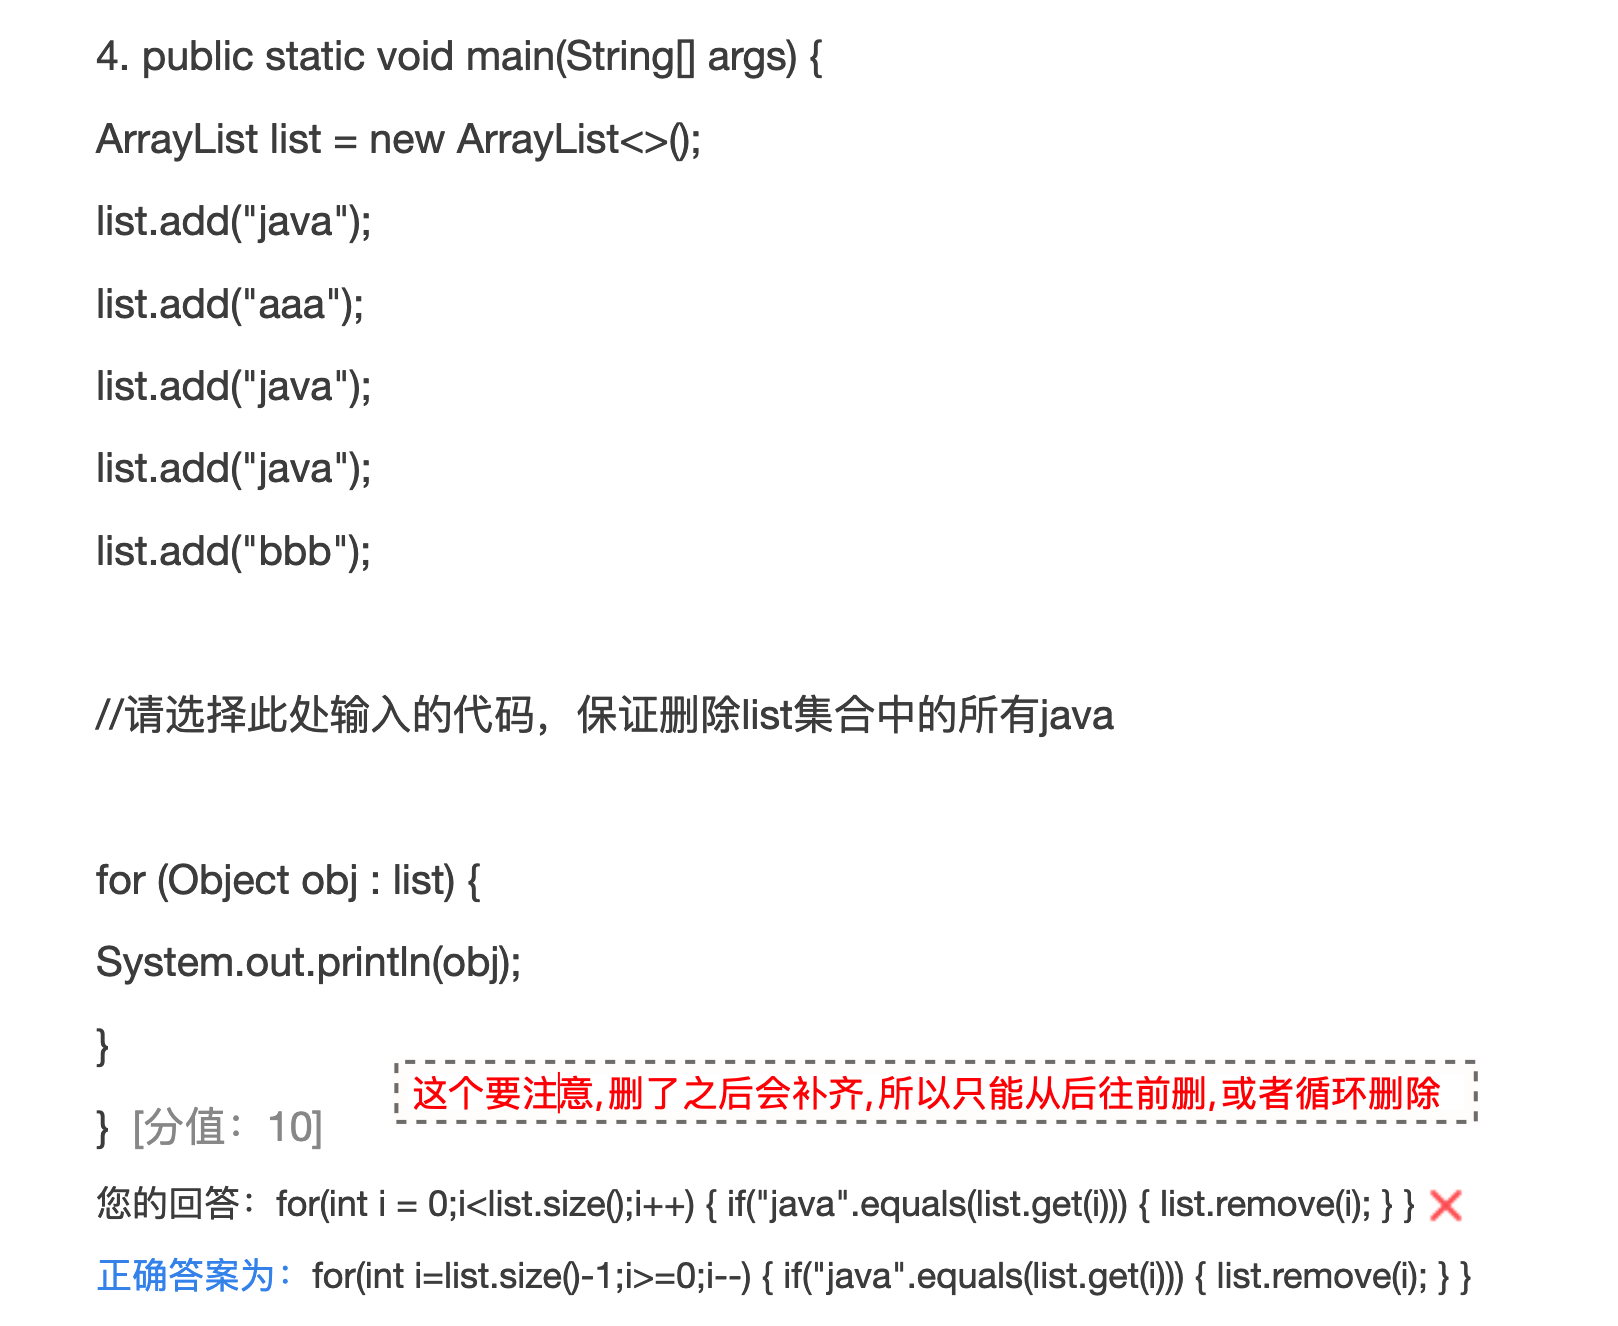 4. public static void main(String[] args) {
ArrayList list = new ArrayList<>();
list.add("java");
list.add("aaa");
list.add("java");
list.add("java");
list.add("bbb");
//请选择此处输入的代码，保证删除list集合中的所有java
for (Object obj : list) {
System.out.println(obj);
}
这个要注意,删了之后会补齐,所以只能从后往前删,或者循环删除
} [分值：10]
您的回答：for(int i = 0;i<list.size();i++) { if("java".equals(list.get(i))) { list.remove(i); } }
正确答案为：for(int i=list.size()-1;i>=0;i--) { if("java".equals(list.get(i))) { list.remove(i); } }